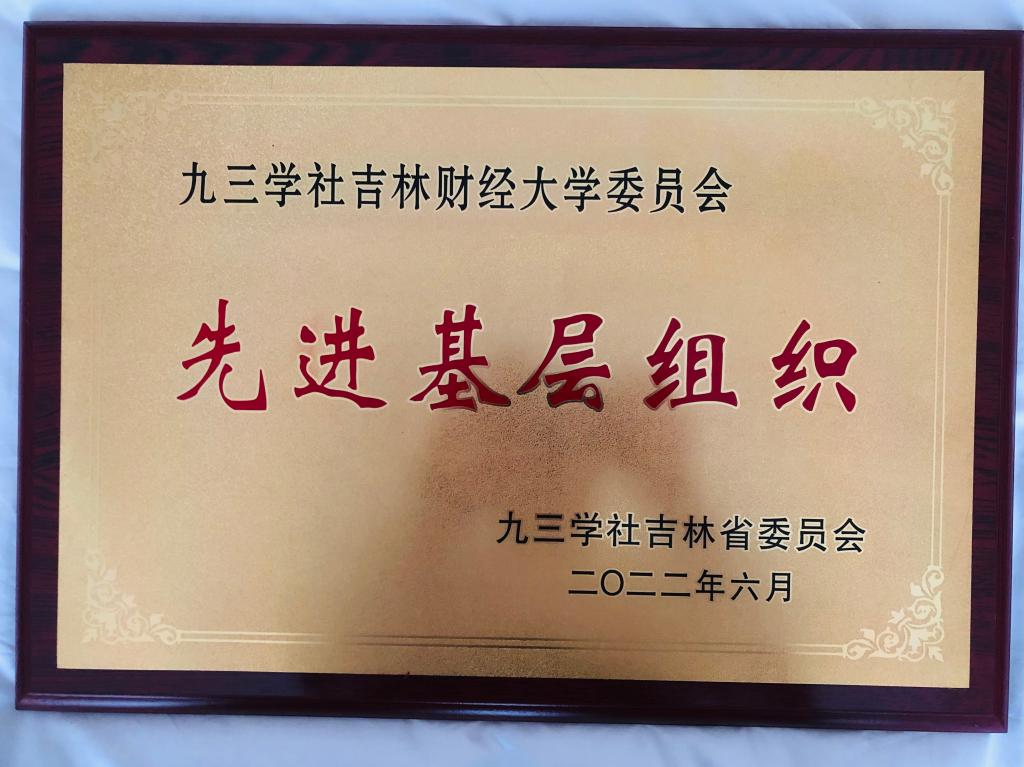 九三学社吉林财经大学委员会
先进基层组织
九三学社吉林省委员会
二〇二二年六月